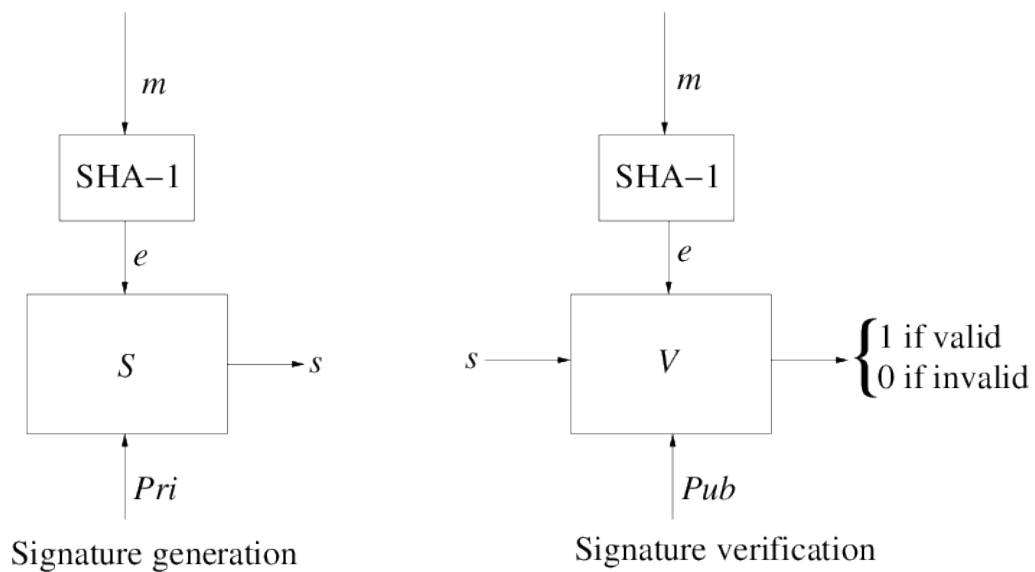 m
SHA−1
e
S
s
Pri
Signature generation
m
SHA−1
e
s
V
1 if valid
0 if invalid
Pub
Signature verification